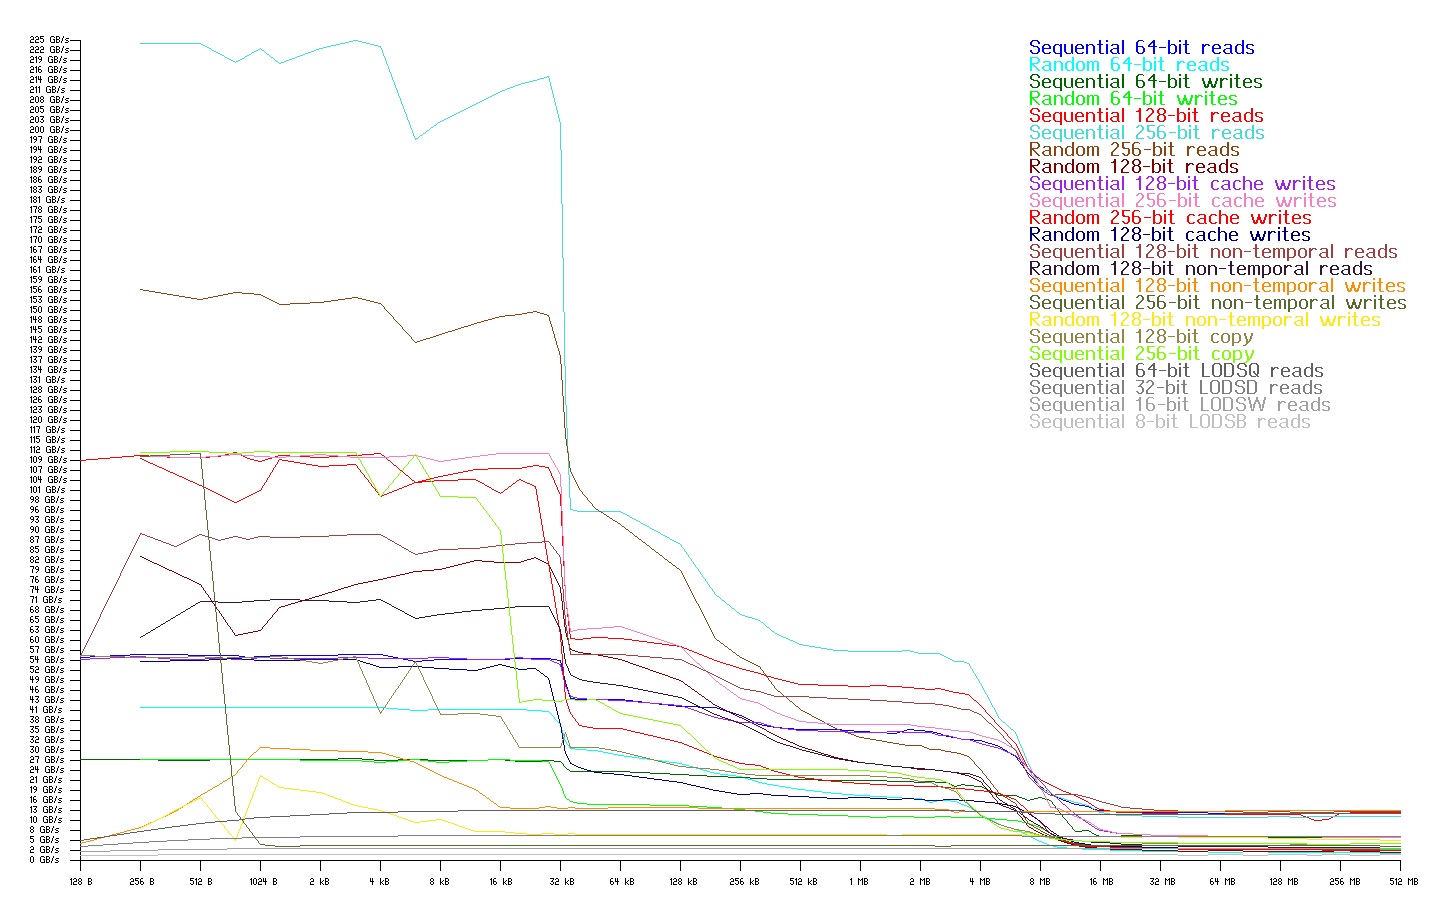 225 GB/s
222 GB/s
219 GB/s
216 GB/s
214 GB/s
211 GB/s
208 GB/s
205 GB/s
203 GB/s
200 GB/s
197 GB/s
194 GB/s
192 GB/s
189 GB/s
186 GB/s
183 GB/s
181 GB/s
178 GB/s
175 GB/s
172 GB/s
170 GB/s
167 GB/s
164 GB/s
161 GB/s
159 GB/s
156 GB/s
153 GB/s
150 GB/s
148 GB/s
145 GB/s
142 GB/s
139 GB/s
137 GB/s
134 GB/s
131 GB/s
128 GB/s
126 GB/s
123 GB/s
120 GB/s
117 GB/s
115 GB/s
112 GB/s
109 GB/s
107 GB/s
104 GB/s
101 GB/s
98 GB/s
96 GB/s
93 GB/s
90 GB/s
87 GB/s
85 GB/s
82 GB/s
79 GB/s
76 GB/s
74 GB/s
71 GB/s
68 GB/s
65 GB/s
63 GB/s
60 GB/s
57 GB/s
54 GB/s
52 GB/s
49 GB/s
46 GB/s
43 GB/s
41 GB/s
38 GB/s
35 GB/s
32 GB/s
30 GB/s
27 GB/s
24 GB/s
21 GB/s
19 GB/s
16 GB/s
13 GB/s
10 GB/s
8 GB/s
5 GB/s
2 GB/s
0 GB/s
128 B 256 B 512 B 1024 B 2 kB 4 kB 8 kB 16 kB 32 kB 64 kB 128 kB 256 kB 512 kB 1 MB 2 MB 4 MB 8 MB 16 MB 32 MB 64 MB 128 MB 256 MB 512 MB
Sequential 64-bit reads
Random 64-bit reads
Sequential 64-bit writes
Random 64-bit writes
Sequential 128-bit reads
Sequential 256-bit reads
Random 256-bit reads
Random 128-bit reads
Sequential 128-bit cache writes
Sequential 256-bit cache writes
Random 256-bit cache writes
Random 128-bit cache writes
Sequential 128-bit non-temporal reads
Random 128-bit non-temporal reads
Sequential 128-bit non-temporal writes
Sequential 256-bit non-temporal writes
Random 128-bit non-temporal writes
Sequential 128-bit copy
Sequential 256-bit copy
Sequential 64-bit LODSQ reads
Sequential 32-bit LODSD reads
Sequential 16-bit LODSW reads
Sequential 8-bit LODSB reads